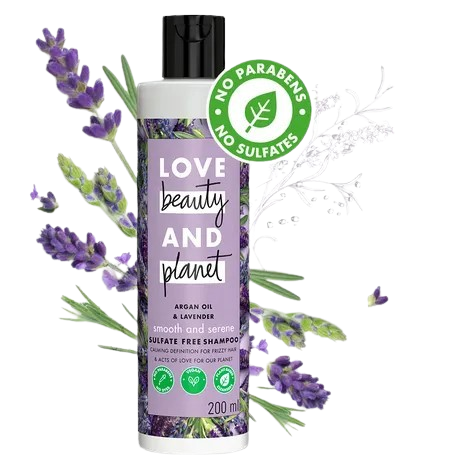 NO PARABENS
NO SULFATES
LOVE
beauty
AND
planet
ARGAN OIL
& LAVENDER
smooth and serene
SULFATE FREE SHAMPOO
CALMING DEFINITION FOR FRIZZY HAIR
& ACTS OF LOVE FOR OUR PLANET
VEGAN
200 ml